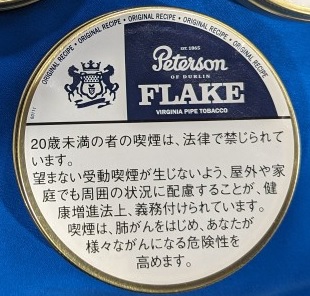 ORIGINAL RECIPE • ORIGINAL RECIPE • ORIGINAL RECIPE • ORIGINAL RECIPE
EST 1865
Peterson
OF DUBLIN
FLAKE
VIRGINIA PIPE TOBACCO
20歳未満の者の喫煙は、法律で禁じられて
います。
望まない受動喫煙が生じないよう、屋外や家
庭でも周囲の状況に配慮することが、健
康増進法上、義務付けられています。
喫煙は、肺がんをはじめ、あなたが
様々ながんになる危険性を
高めます。